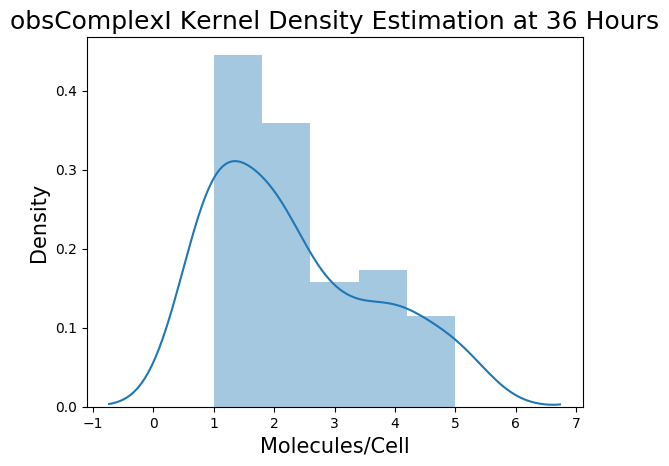 obsComplexI Kernel Density Estimation at 36 Hours
Density
0.4
0.3
0.2
0.1
0.0
−1 0 1 2 3 4 5 6 7
Molecules/Cell